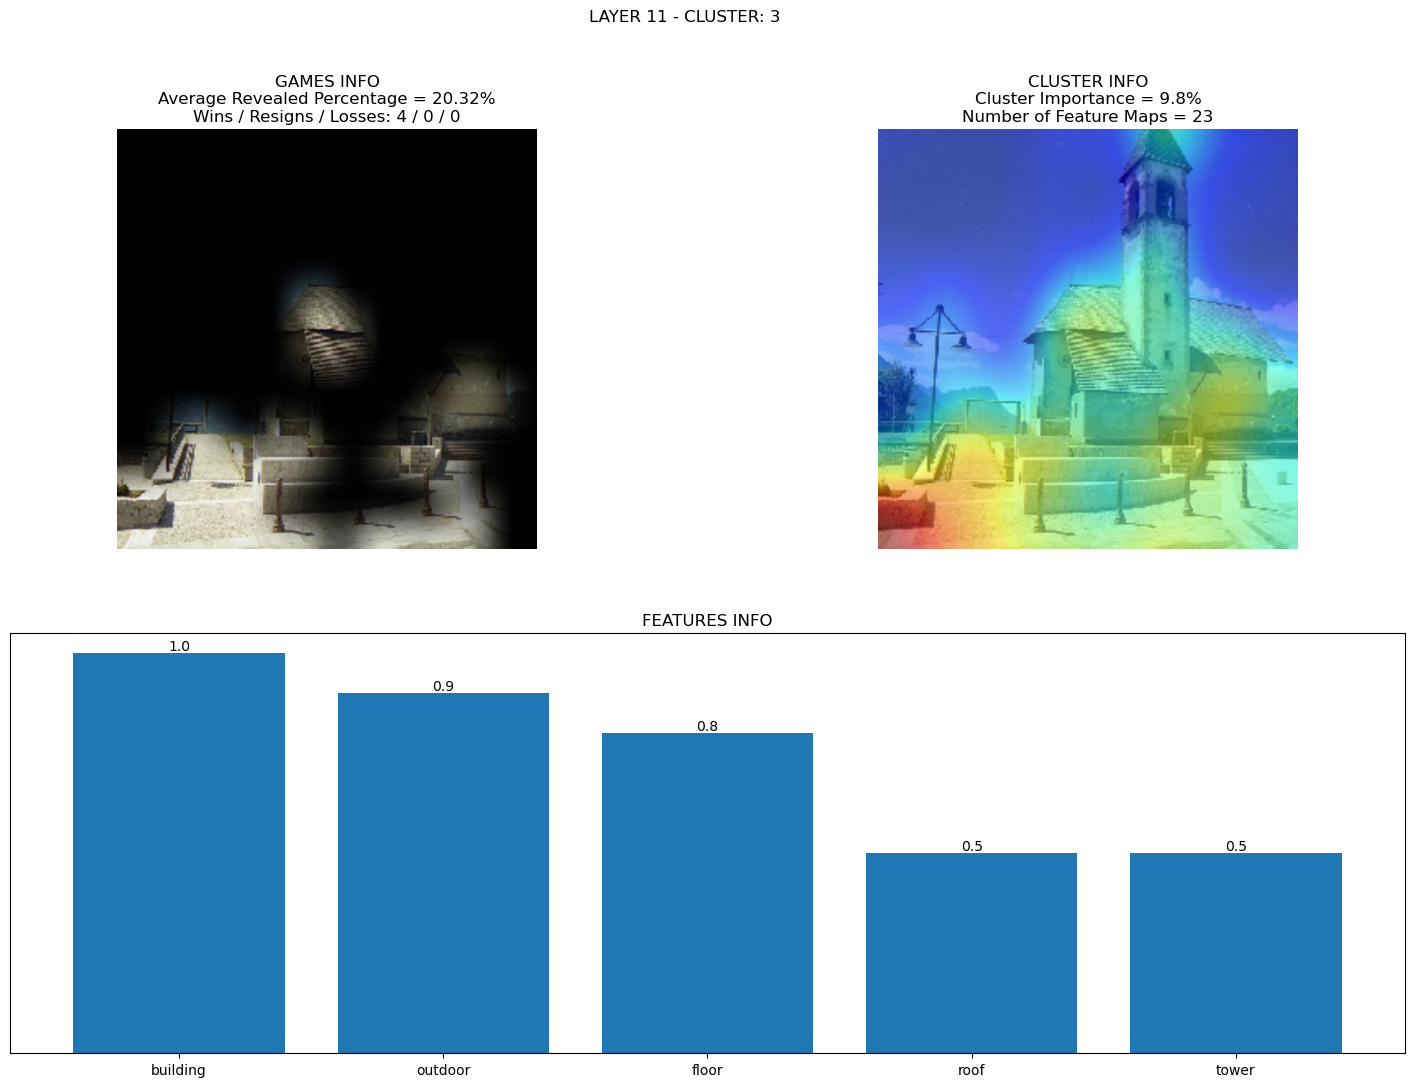 LAYER 11 - CLUSTER: 3
GAMES INFO
Average Revealed Percentage = 20.32%
Wins / Resigns / Losses: 4 / 0 / 0
CLUSTER INFO
Cluster Importance = 9.8%
Number of Feature Maps = 23
FEATURES INFO
1.0
0.9
0.8
0.5
0.5
building
outdoor
floor
roof
tower